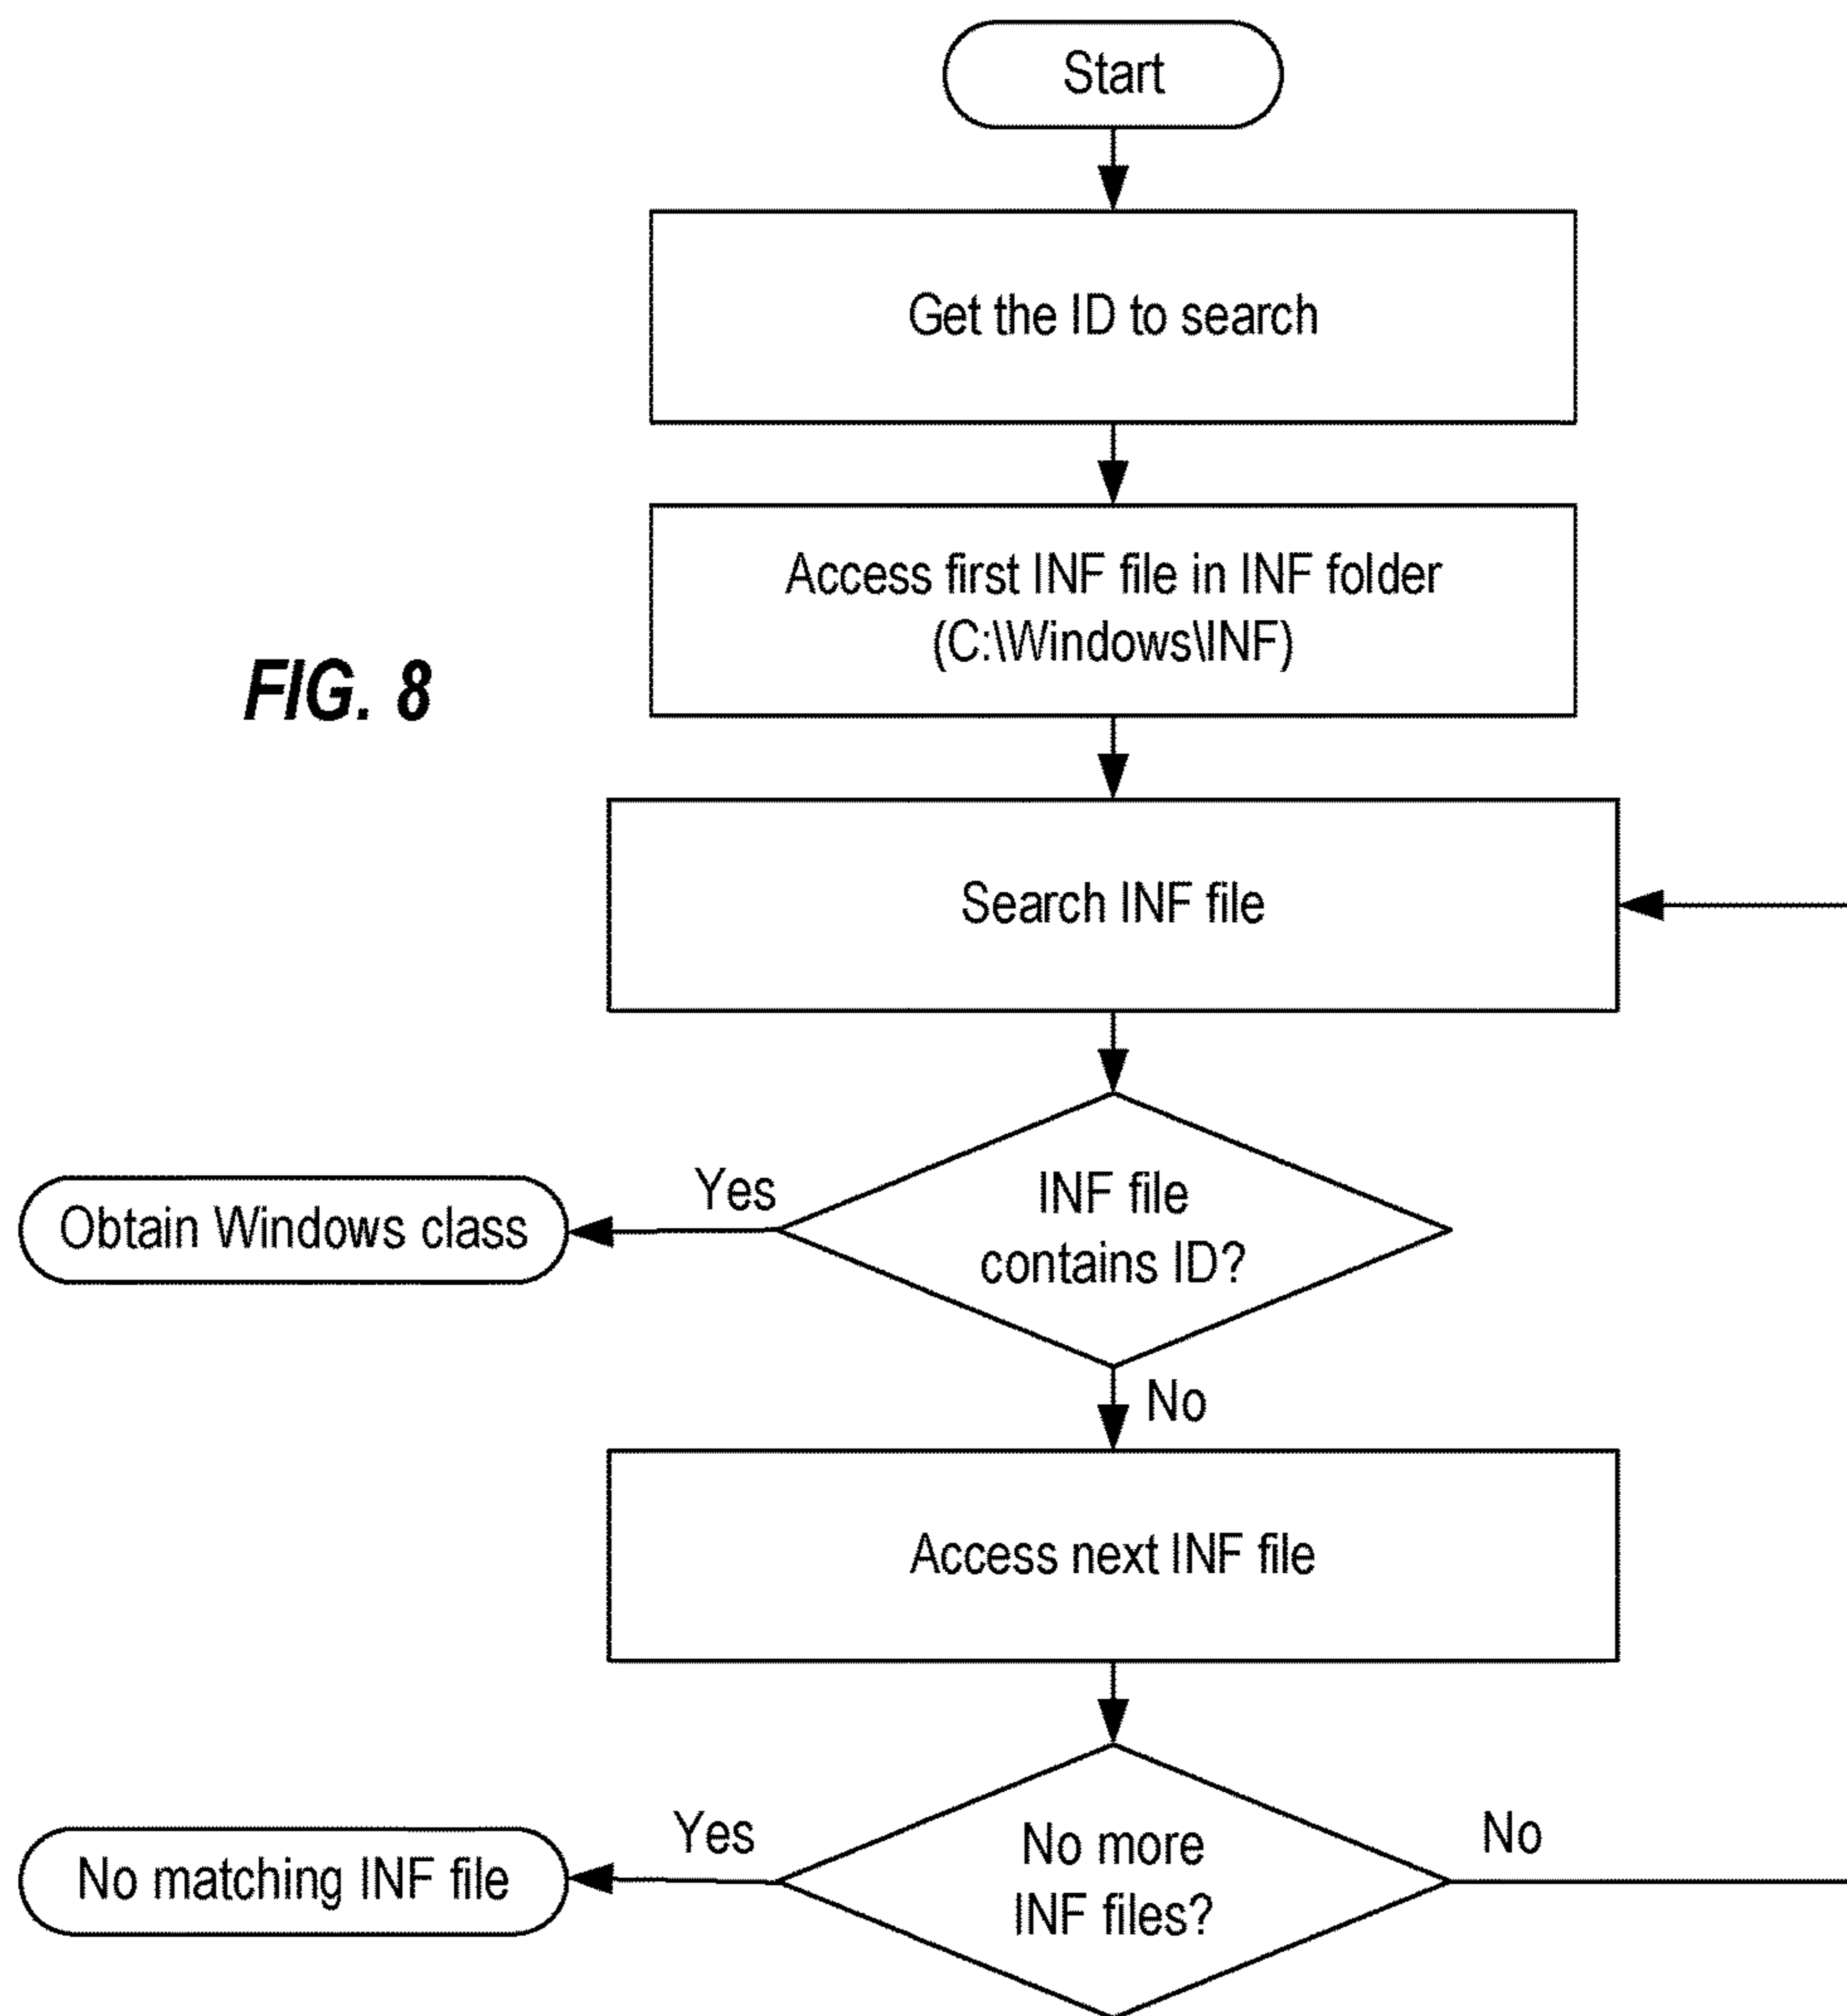 Start
Get the ID to search
Access first INF file in INF folder
(C:\Windows\INF)
FIG. 8
Search INF file
INF file
contains ID?
Yes
Obtain Windows class
No
Access next INF file
No more
INF files?
Yes
No matching INF file
No